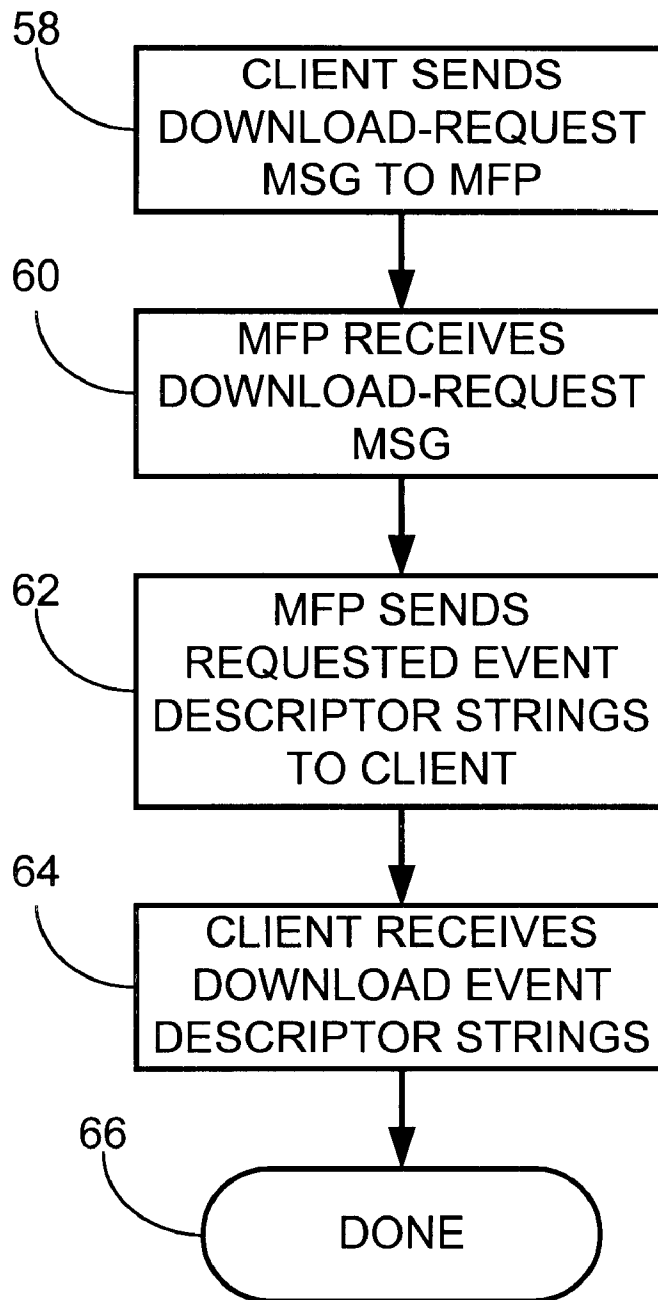 58
CLIENT SENDS
DOWNLOAD-REQUEST
MSG TO MFP
60
MFP RECEIVES
DOWNLOAD-REQUEST
MSG
62
MFP SENDS
REQUESTED EVENT
DESCRIPTOR STRINGS
TO CLIENT
64
CLIENT RECEIVES
DOWNLOAD EVENT
DESCRIPTOR STRINGS
66
DONE